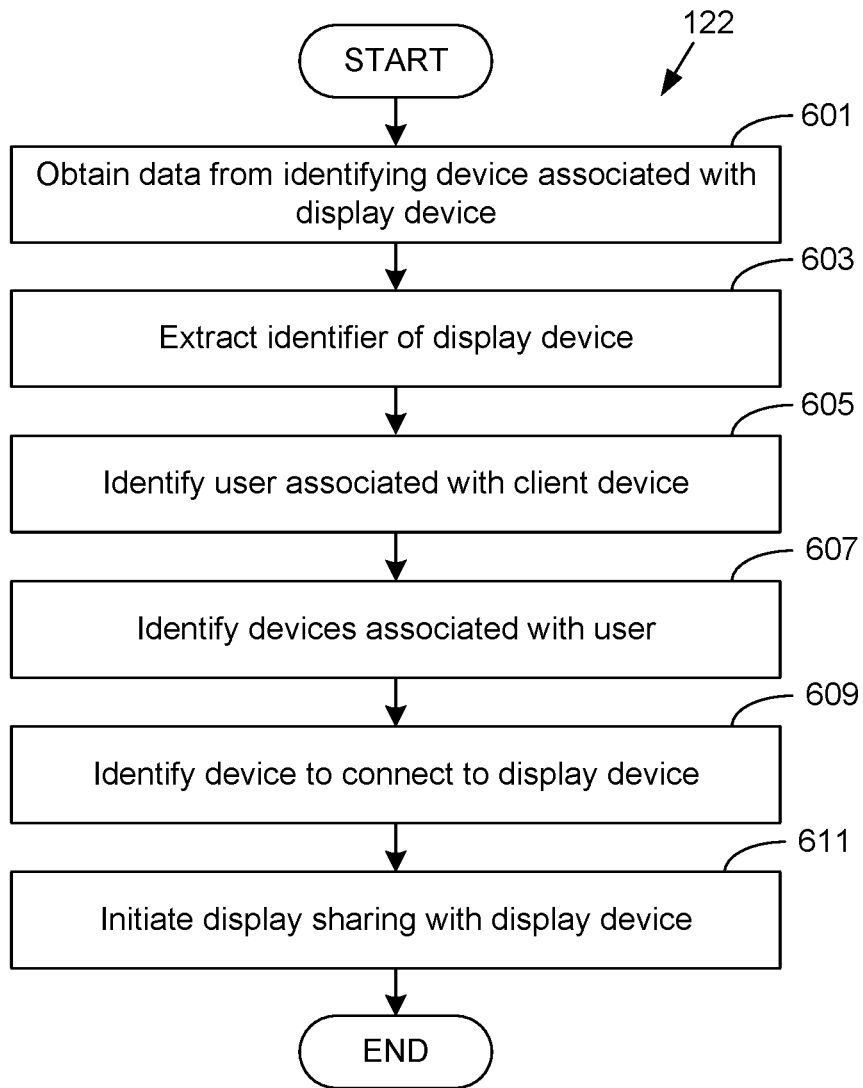 122
START
601
Obtain data from identifying device associated with
display device
603
Extract identifier of display device
605
Identify user associated with client device
607
Identify devices associated with user
609
Identify device to connect to display device
611
Initiate display sharing with display device
END